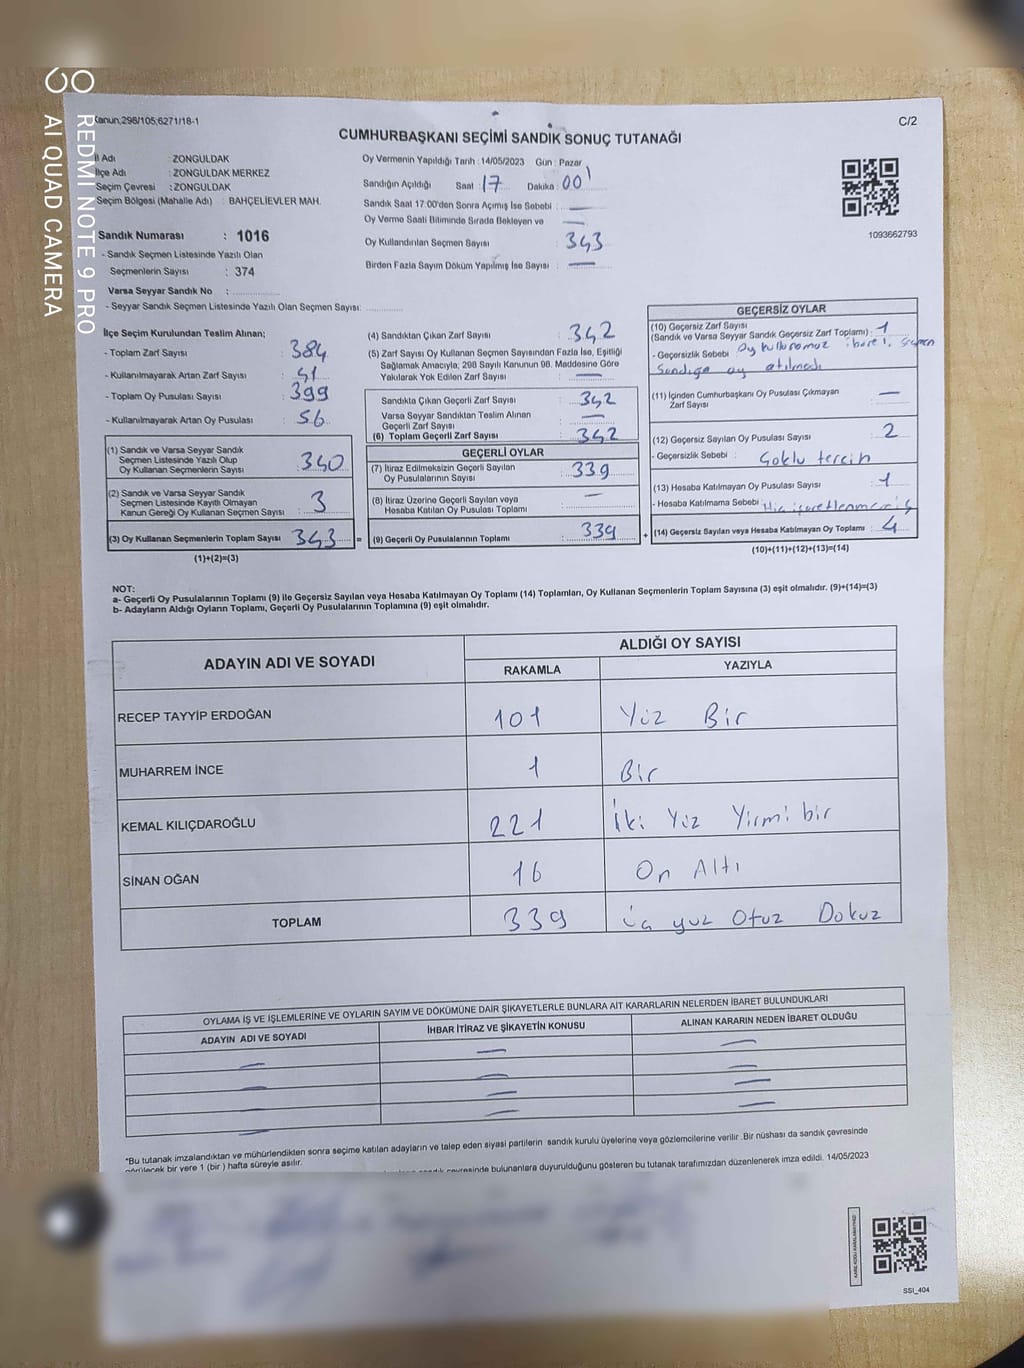 REDMI NOTE 9 PRO
AI QUAD CAMERA
Kanun;298/105;6271/18-1
C/2
CUMHURBAŞKANI SEÇİMİ SANDIK SONUÇ TUTANAĞI
İl Adı : ZONGULDAK
İlçe Adı : ZONGULDAK MERKEZ
Seçim Çevresi : ZONGULDAK
Seçim Bölgesi (Mahalle Adı) : BAHÇELİEVLER MAH.
Sandık Numarası : 1016
- Sandık Seçmen Listesinde Yazılı Olan
Seçmenlerin Sayısı : 374
Varsa Seyyar Sandık No :
- Seyyar Sandık Seçmen Listesinde Yazılı Olan Seçmen Sayısı:
Oy Vermenin Yapıldığı Tarih : 14/05/2023 Gün : Pazar
Sandığın Açıldığı Saat : 17 Dakika : 00
Sandık Saat 17:00'den Sonra Açımış İse Sebebi : —
Oy Verme Saati Bitiminde Sırada Bekleyen ve —
Oy Kullandırılan Seçmen Sayısı : 343
Birden Fazla Sayım Döküm Yapılmış İse Sayısı : —
1093662793
İlçe Seçim Kurulundan Teslim Alınan;
- Toplam Zarf Sayısı : 384
- Kullanılmayarak Artan Zarf Sayısı : 41
- Toplam Oy Pusulası Sayısı : 399
- Kullanılmayarak Artan Oy Pusulası : 56
(1) Sandık ve Varsa Seyyar Sandık
Seçmen Listesinde Yazılı Olup
Oy Kullanan Seçmenlerin Sayısı : 340
(2) Sandık ve Varsa Seyyar Sandık
Seçmen Listesinde Kayıtlı Olmayan
Kanun Gereği Oy Kullanan Seçmen Sayısı : 3
(3) Oy Kullanan Seçmenlerin Toplam Sayısı : 343 =
(1)+(2)=(3)
(4) Sandıktan Çıkan Zarf Sayısı : 342
(5) Zarf Sayısı Oy Kullanan Seçmen Sayısından Fazla İse, Eşitliği
Sağlamak Amacıyla; 298 Sayılı Kanunun 98. Maddesine Göre
Yakılarak Yok Edilen Zarf Sayısı : —
Sandıkta Çıkan Geçerli Zarf Sayısı : 342
Varsa Seyyar Sandıktan Teslim Alınan
Geçerli Zarf Sayısı : —
(6) Toplam Geçerli Zarf Sayısı : 342
GEÇERLİ OYLAR
(7) İtiraz Edilmeksizin Geçerli Sayılan
Oy Pusulasının Sayısı : 339
(8) İtiraz Üzerine Geçerli Sayılan veya
Hesaba Katılan Oy Pusulası Toplamı : —
(9) Geçerli Oy Pusulalarının Toplamı : 339 +
GEÇERSİZ OYLAR
(10) Geçersiz Zarf Sayısı
(Sandık ve Varsa Seyyar Sandık Geçersiz Zarf Toplamı) : 1
- Geçersizlik Sebebi : Oy seçmen
Sandığa oy atılmadı
(11) İçinden Cumhurbaşkanı Oy Pusulası Çıkmayan
Zarf Sayısı : —
(12) Geçersiz Sayılan Oy Pusulası Sayısı : 2
- Geçersizlik Sebebi : Çoklu tercih
(13) Hesaba Katılmayan Oy Pusulası Sayısı : 1
- Hesaba Katılmama Sebebi : Hiç işaretlenmemiş
(14) Geçersiz Sayılan veya Hesaba Katılmayan Oy Toplamı : 4
(10)+(11)+(12)+(13)=(14)
NOT:
a- Geçerli Oy Pusulalarının Toplamı (9) ile Geçersiz Sayılan veya Hesaba Katılmayan Oy Toplamı (14) Toplamları, Oy Kullanan Seçmenlerin Toplam Sayısına (3) eşit olmalıdır. (9)+(14)=(3)
b- Adayların Aldığı Oyların Toplamı, Geçerli Oy Pusulalarının Toplamına (9) eşit olmalıdır.
ADAYIN ADI VE SOYADI
ALDIĞI OY SAYISI
RAKAMLA YAZIYLA
RECEP TAYYİP ERDOĞAN 101 Yüz Bir
MUHARREM İNCE 1 Bir
KEMAL KILIÇDAROĞLU 221 İki Yüz Yirmi bir
SİNAN OĞAN 16 On Altı
TOPLAM 339 üç yüz Otuz Dokuz
OYLAMA İŞ VE İŞLEMLERİNE VE OYLARIN SAYIM VE DÖKÜMÜNE DAİR ŞİKAYETLERLE BUNLARA AİT KARARLARIN NELERDEN İBARET BULUNDUKLARI
ADAYIN ADI VE SOYADI İHBAR İTİRAZ VE ŞİKAYETİN KONUSU ALINAN KARARIN NEDEN İBARET OLDUĞU
*Bu tutanak imzalandıktan ve mühürlendikten sonra seçime katılan adayların ve talep eden siyasi partilerin sandık kurulu üyelerine veya gözlemcilerine verilir .Bir nüshası da sandık çevresinde
görülecek bir yere 1 (bir ) hafta süreyle asılır.
sandık çevresinde bulunanlara duyurulduğunu gösteren bu tutanak tarafımızdan düzenlenerek imza edildi. 14/05/2023
SSI_404